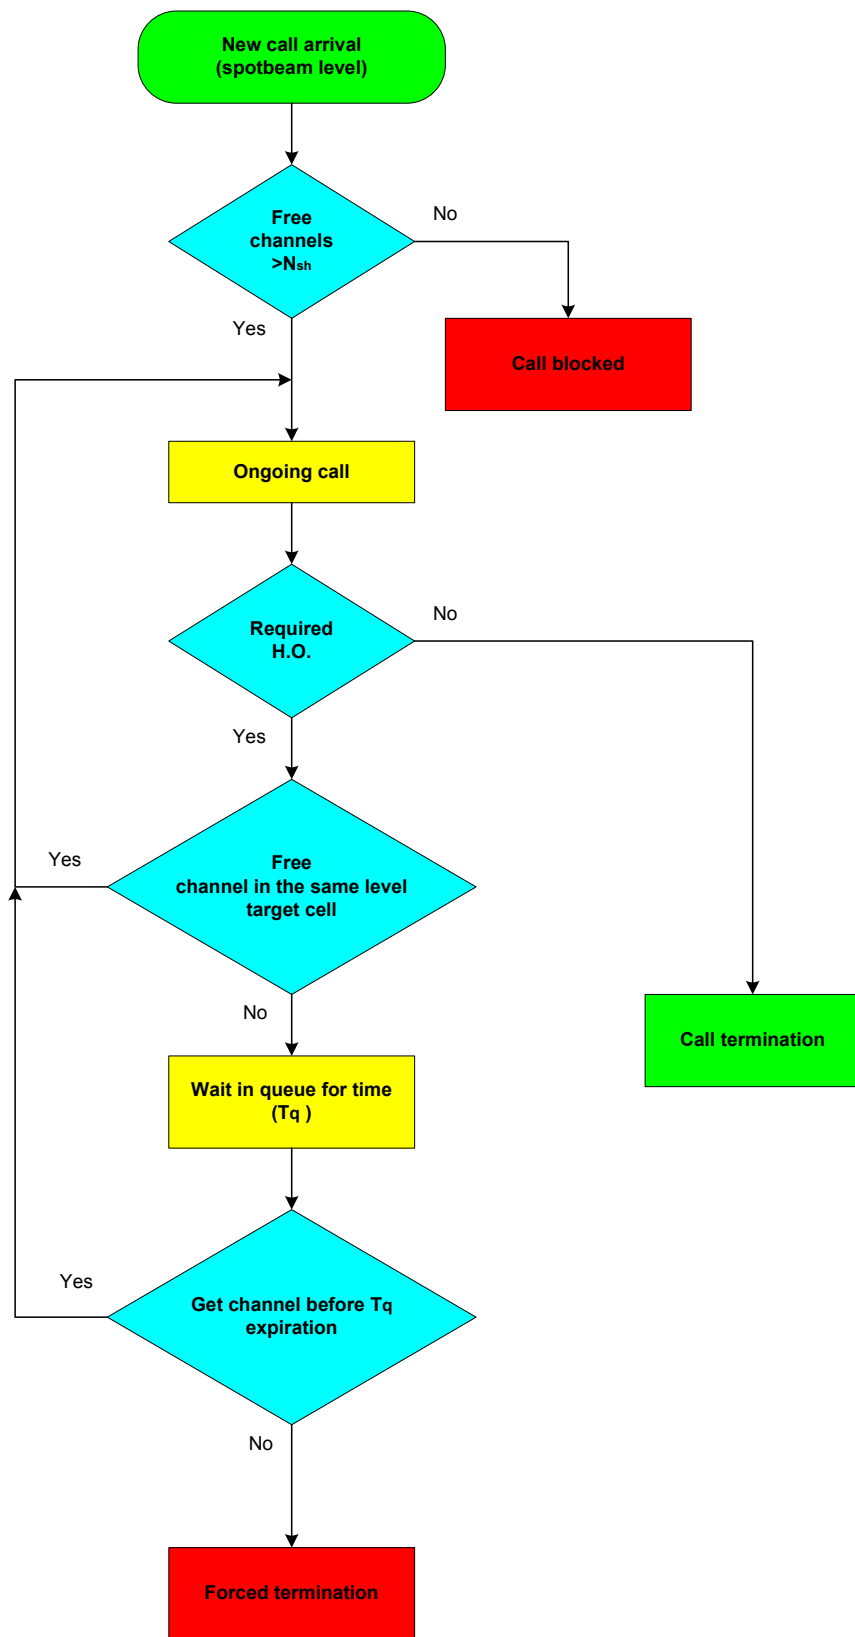 New call arrival
(spotbeam level)
Free
channels
>Nsh
No
Yes
Call blocked
Ongoing call
Required
H.O.
No
Yes
Free
channel in the same level
target cell
Yes
No
Call termination
Wait in queue for time
(Tq )
Get channel before Tq
expiration
Yes
No
Forced termination